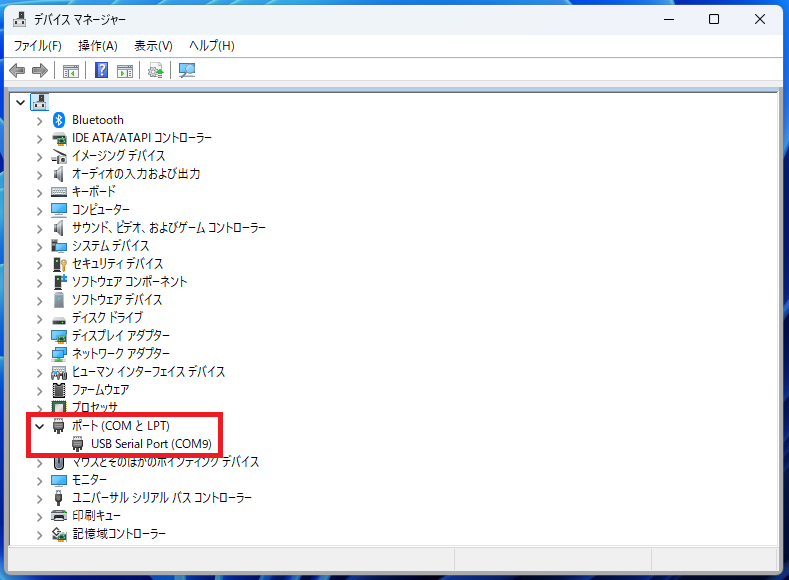 デバイス マネージャー
ファイル(F) 操作(A) 表示(V) ヘルプ(H)
Bluetooth
IDE ATA/ATAPI コントローラー
イメージング デバイス
オーディオの入力および出力
キーボード
コンピューター
サウンド、ビデオ、およびゲーム コントローラー
システム デバイス
セキュリティ デバイス
ソフトウェア コンポーネント
ソフトウェア デバイス
ディスク ドライブ
ディスプレイ アダプター
ネットワーク アダプター
ヒューマン インターフェイス デバイス
ファームウェア
プロセッサ
ポート (COM と LPT)
USB Serial Port (COM9)
マウスとそのほかのポインティング デバイス
モニター
ユニバーサル シリアル バス コントローラー
印刷キュー
記憶域コントローラー